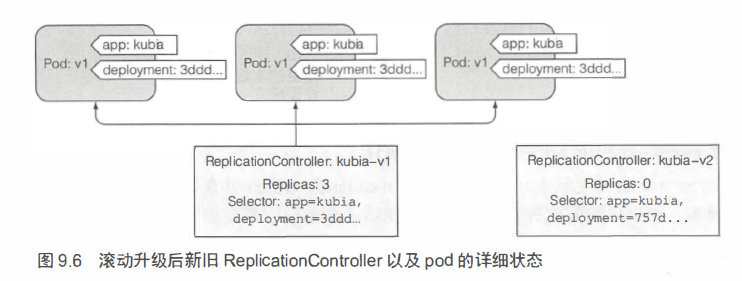 app: kubia
app: kubia
app: kubia
Pod: v1
Pod: v1
Pod: v1
deployment: 3ddd...
deployment: 3ddd...
deployment: 3ddd...
ReplicationController: kubia-v1
Replicas: 3
Selector: app=kubia,
deployment=3ddd...
ReplicationController: kubia-v2
Replicas: 0
Selector: app=kubia,
deployment=757d...
图 9.6 滚动升级后新旧 ReplicationController 以及 pod 的详细状态